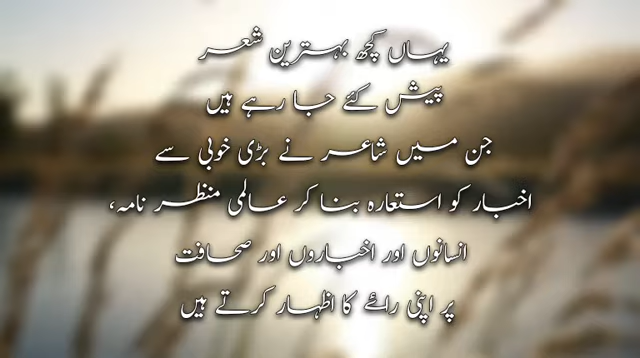 یہاں کچھ بہترین شعر
پیش کئے جا رہے ہیں
جن میں شاعر نے بڑی خوبی سے
اخبار کو استعارہ بنا کر عالمی منظر نامہ،
انسانوں اور اخباروں اور صحافت
پر اپنی رائے کا اظہار کرتے ہیں